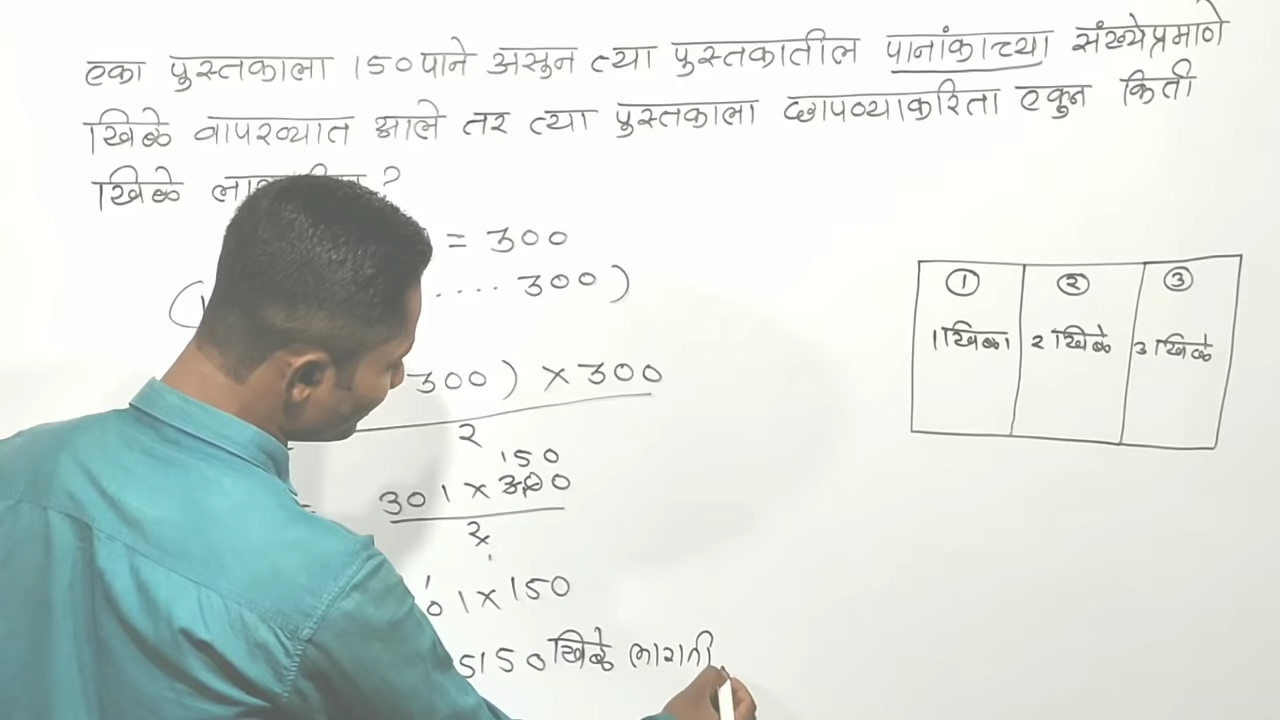 एका पुस्तकाला 150 पाने असुन त्या पुस्तकातील पानांकाच्या संख्येप्रमाणे
खिळे वापरण्यात आले तर त्या पुस्तकाला छापण्याकरिता एकुन किती
खिळे ?
= 300
(1 .... 300)
300) × 300
2
150
301 × 300
2
01 × 150
5150 खिळे लागती
① ② ③
1 खिळा 2 खिळे 3 खिळे